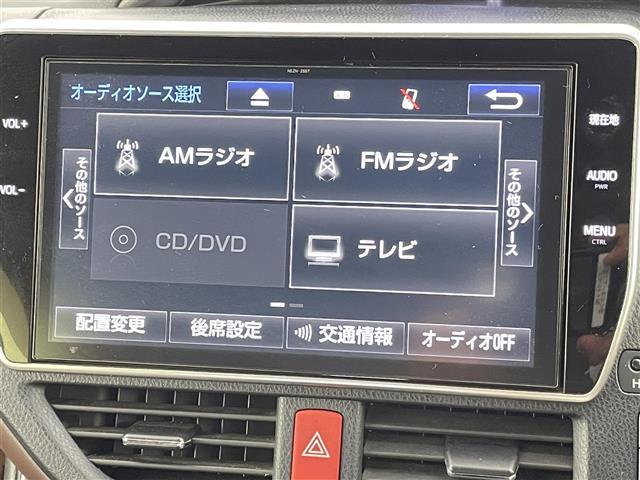 オーディオソース選択
VOL+
VOL-
AMラジオ
FMラジオ
その他のソース
その他のソース
CD/DVD
テレビ
配置変更
後席設定
交通情報
オーディオOFF
現在地
AUDIO
PWR
MENU
CTRL
H